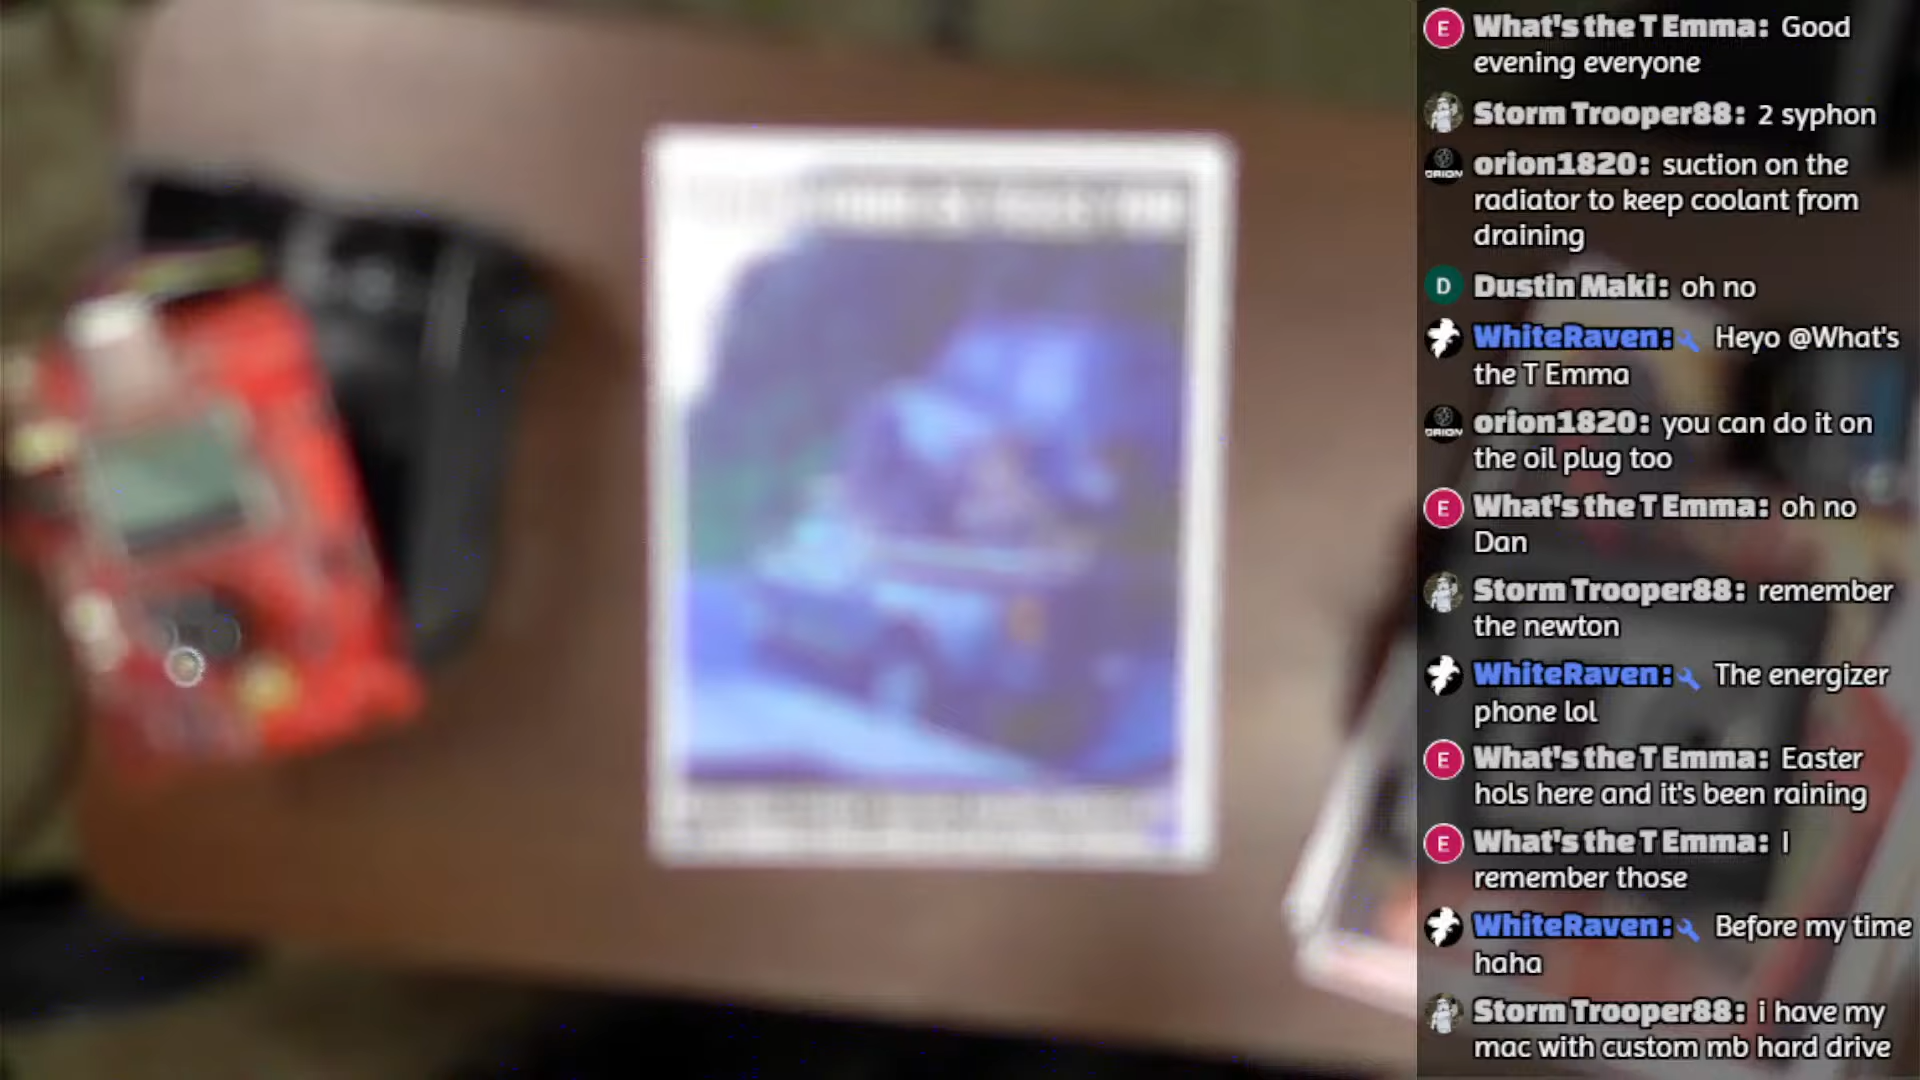 What's the T Emma: Good
evening everyone
Storm Trooper88: 2 syphon
orion1820: suction on the
radiator to keep coolant from
draining
Dustin Maki: oh no
WhiteRaven: Heyo @What's
the T Emma
orion1820: you can do it on
the oil plug too
What's the T Emma: oh no
Dan
Storm Trooper88: remember
the newton
WhiteRaven: The energizer
phone lol
What's the T Emma: Easter
hols here and it's been raining
What's the T Emma: I
remember those
WhiteRaven: Before my time
haha
Storm Trooper88: i have my
mac with custom mb hard drive